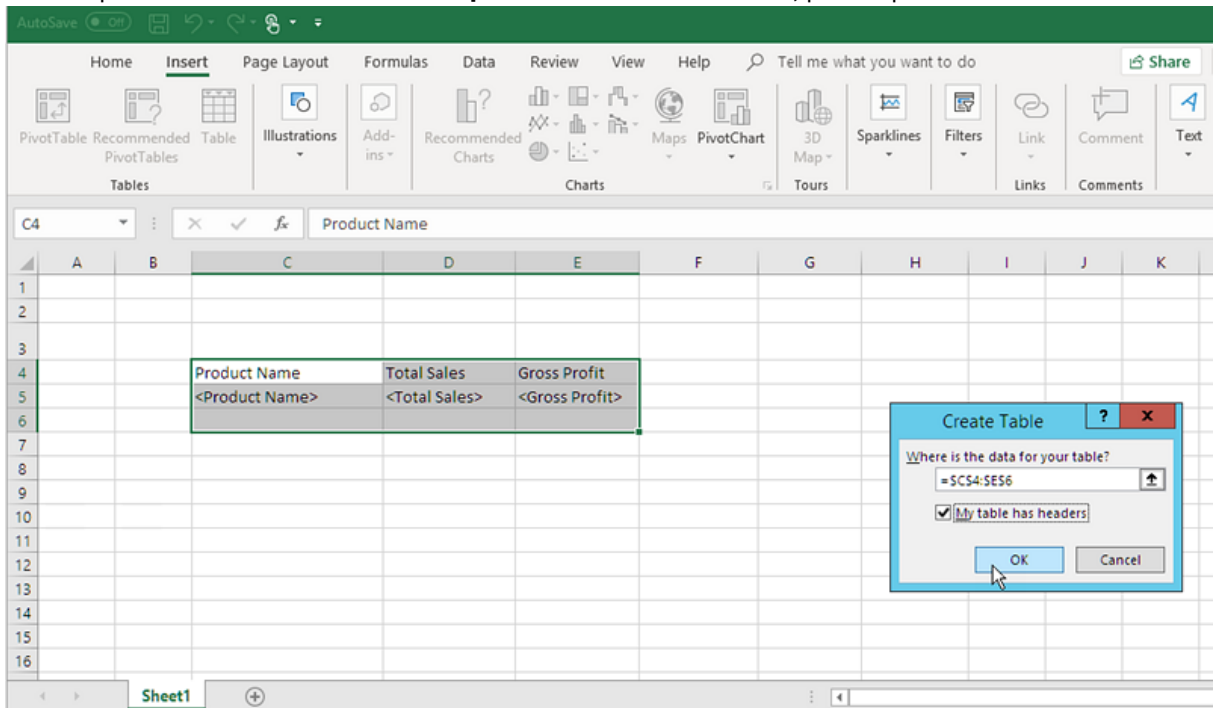 AutoSave Off
Home Insert Page Layout Formulas Data Review View Help Tell me what you want to do Share
PivotTable Recommended PivotTables Table Illustrations Add-ins Recommended Charts Maps PivotChart 3D Map Sparklines Filters Link Comment Text
Tables Charts Tours Links Comments
C4 fx Product Name
A B C D E F G H I J K
1
2
3
4 Product Name Total Sales Gross Profit
5 <Product Name> <Total Sales> <Gross Profit>
6
7
8
9
10
11
12
13
14
15
16
Create Table ? x
Where is the data for your table?
=$C$4:$E$6
My table has headers
OK Cancel
Sheet1